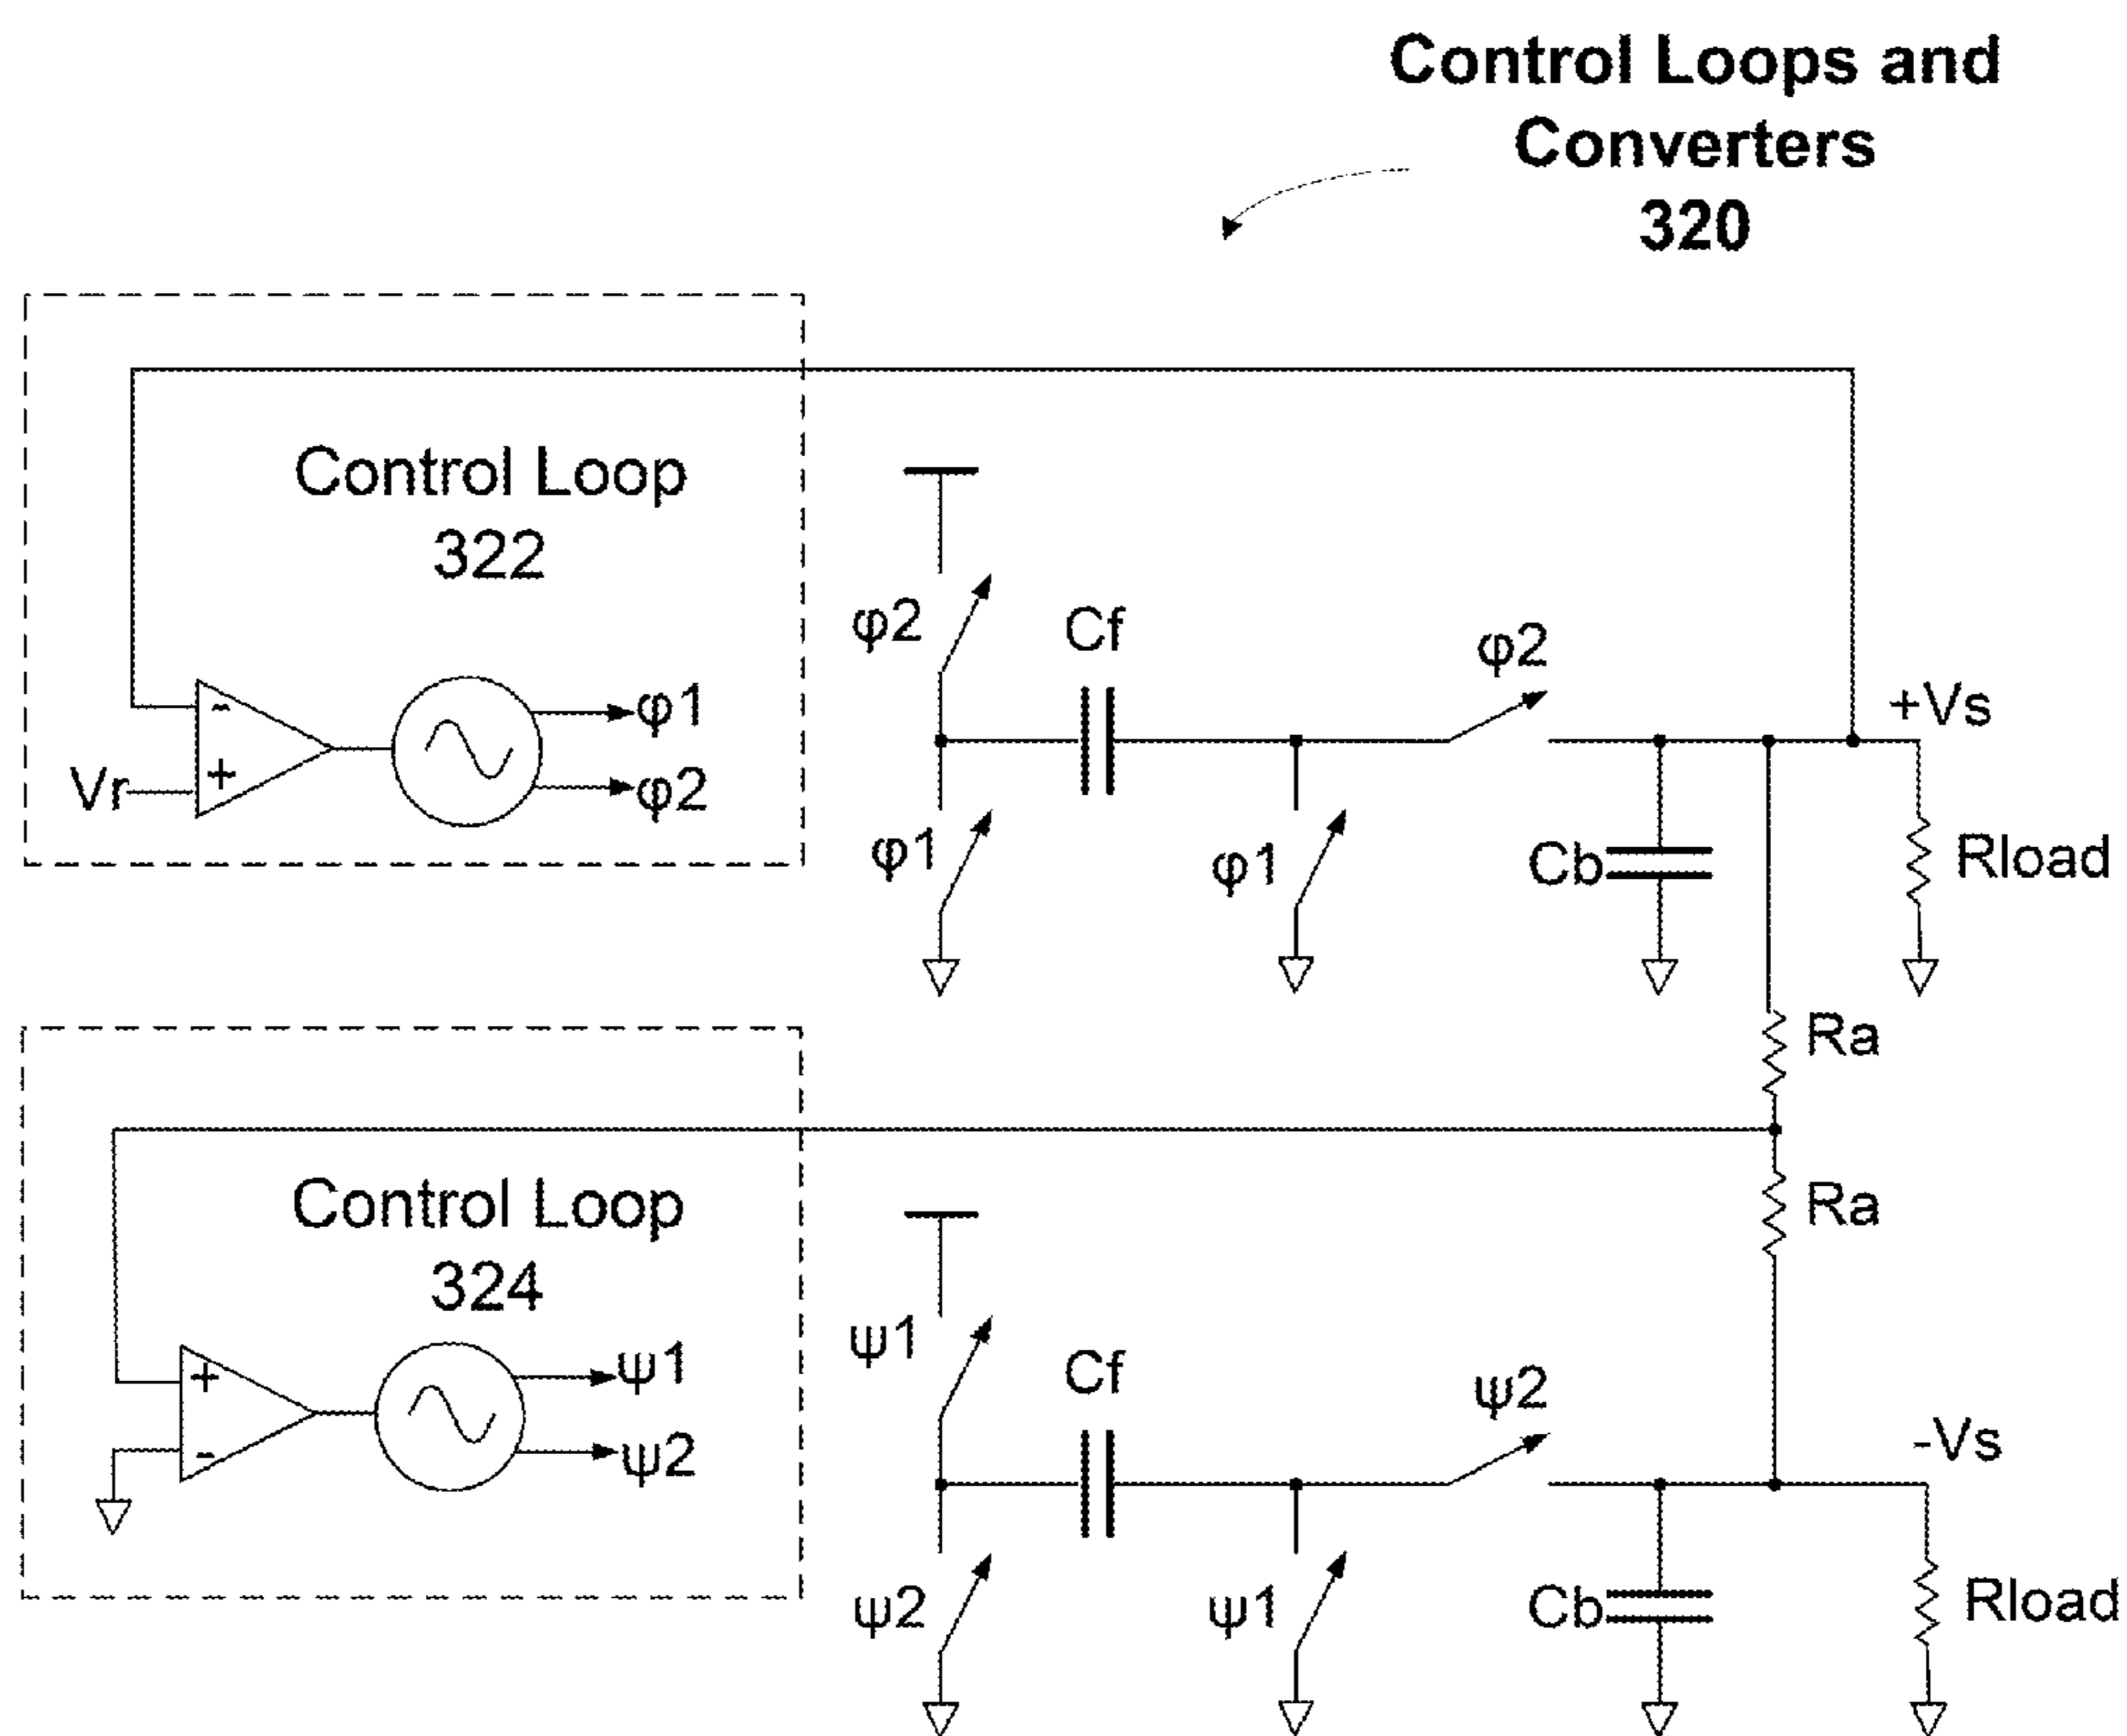 Control Loops and
Converters
320
Control Loop
322
φ2
Cf
φ2
+Vs
-
φ1
+
Vr
φ2
φ1
φ1
Cb
Rload
Ra
Control Loop
324
Ra
ψ1
Cf
ψ2
-Vs
+
ψ1
-
ψ2
ψ2
ψ1
Cb
Rload